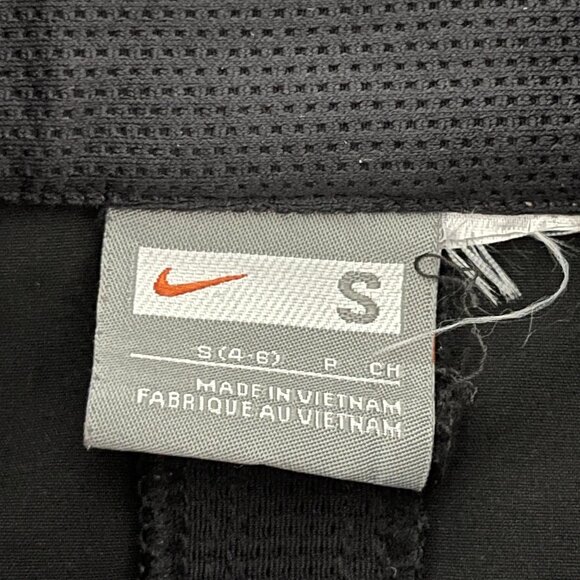 S
S (4-6) P CH
MADE IN VIETNAM
FABRIQUE AU VIETNAM